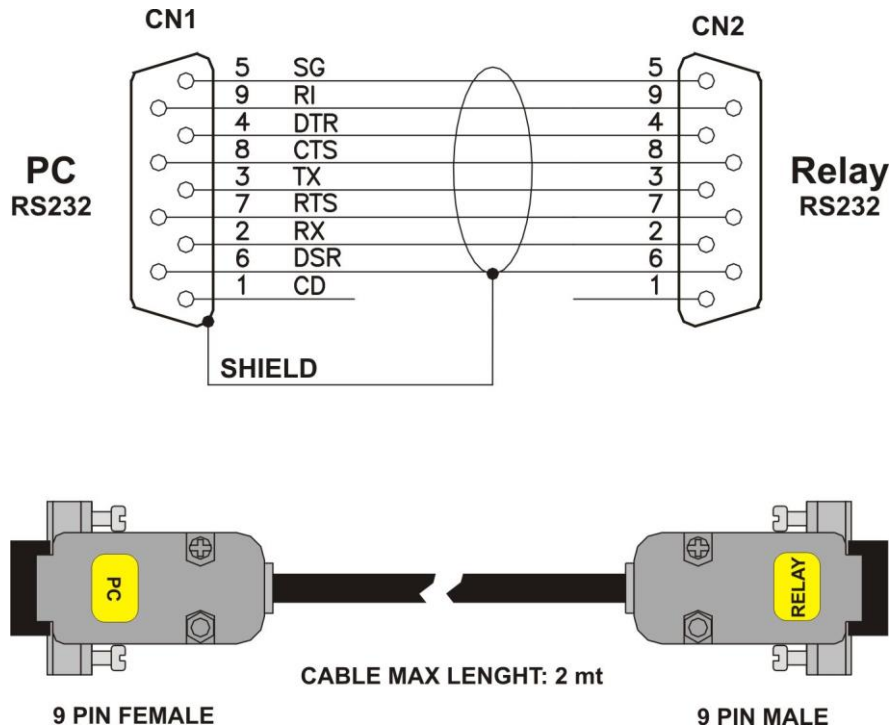 CN1
CN2
5 SG 5
9 RI 9
4 DTR 4
8 CTS 8
3 TX 3
7 RTS 7
2 RX 2
6 DSR 6
1 CD 1
PC
RS232
Relay
RS232
SHIELD
PC
RELAY
CABLE MAX LENGHT: 2 mt
9 PIN FEMALE
9 PIN MALE